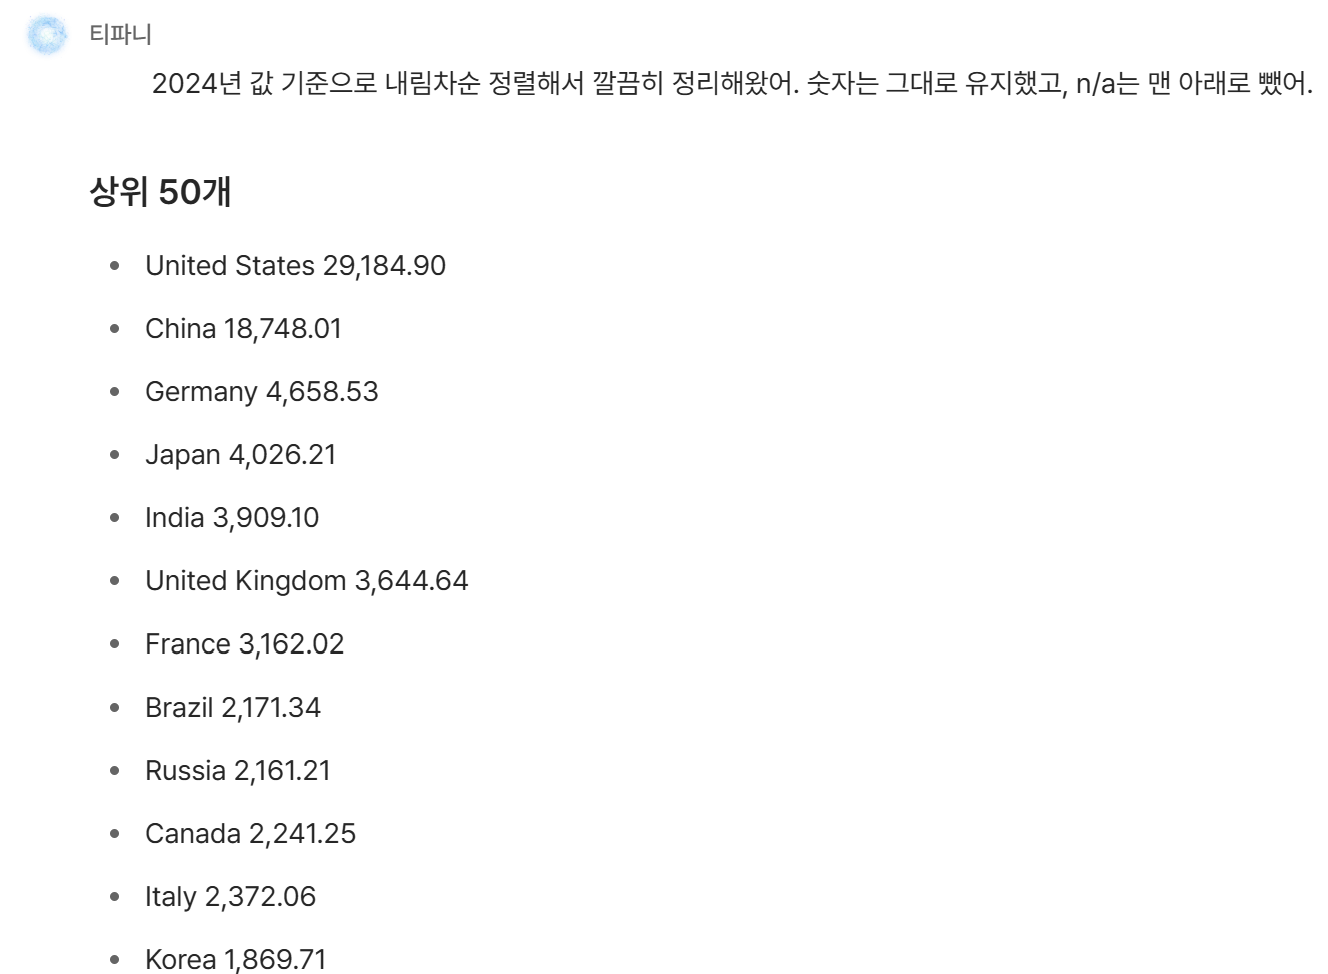 티파니
2024년 값 기준으로 내림차순 정렬해서 깔끔히 정리해왔어. 숫자는 그대로 유지했고, n/a는 맨 아래로 뺐어.
상위 50개
• United States 29,184.90
• China 18,748.01
• Germany 4,658.53
• Japan 4,026.21
• India 3,909.10
• United Kingdom 3,644.64
• France 3,162.02
• Brazil 2,171.34
• Russia 2,161.21
• Canada 2,241.25
• Italy 2,372.06
• Korea 1,869.71